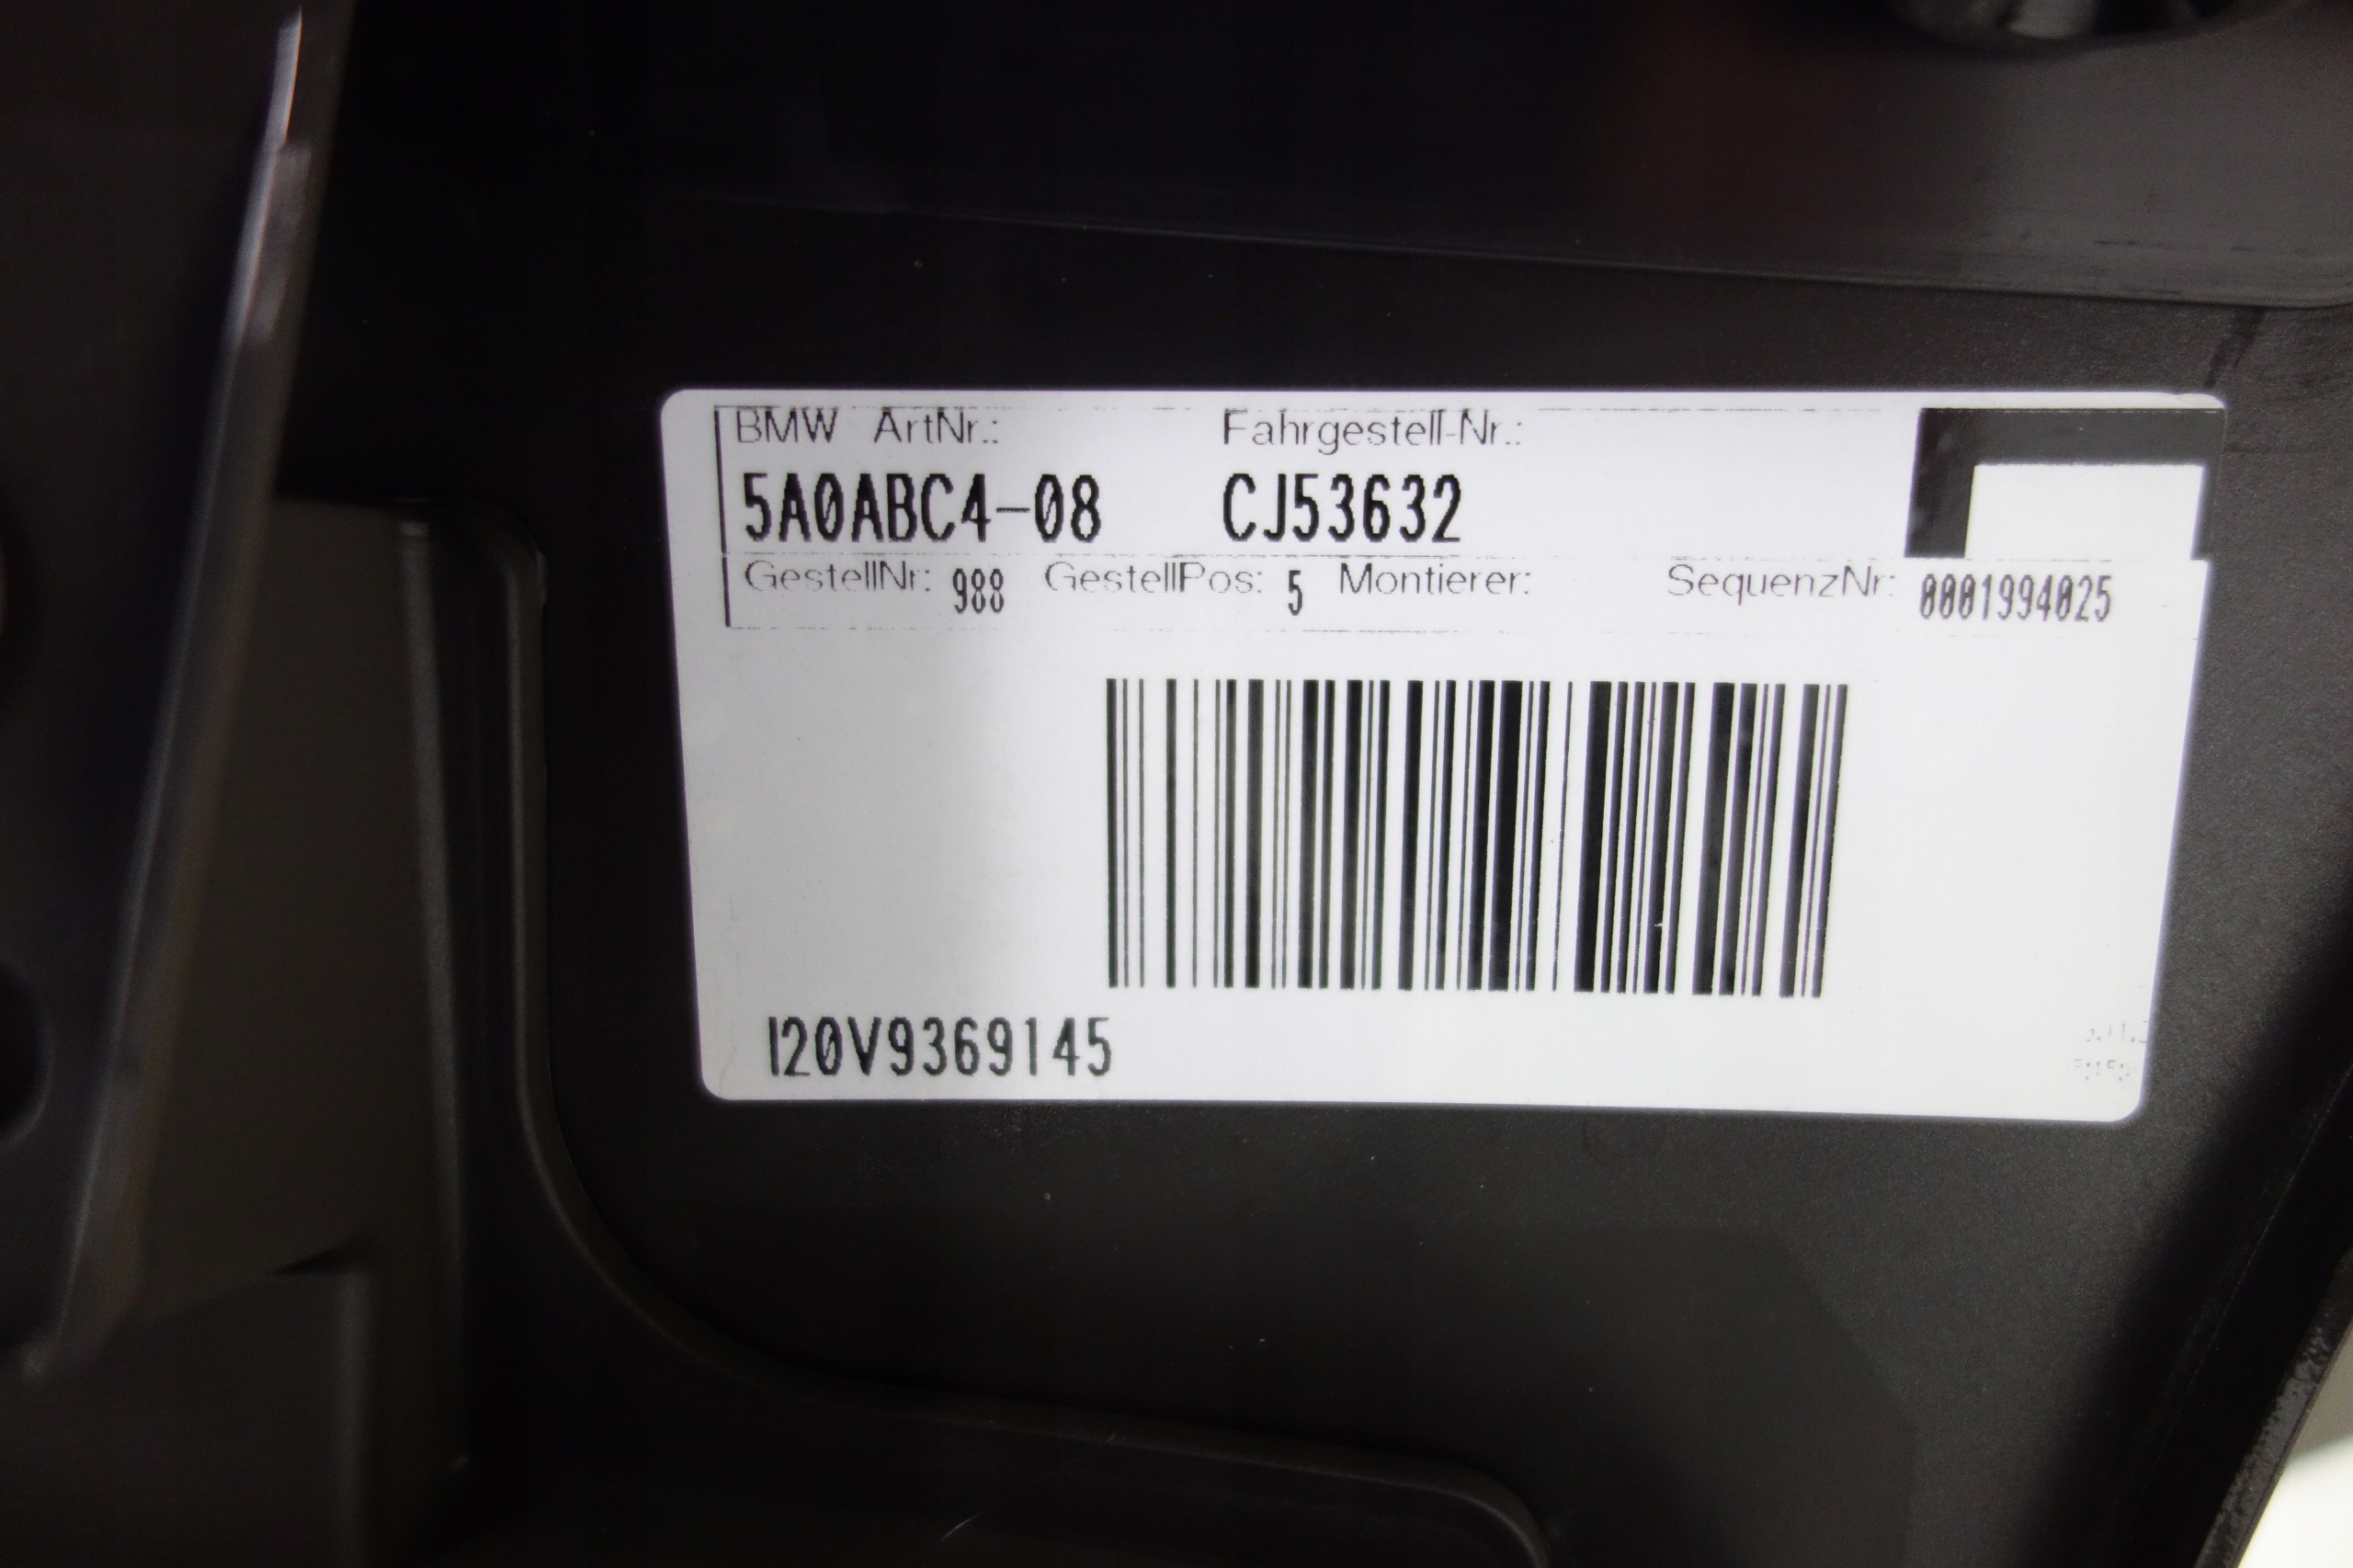 BMW ArtNr.: Fahrgestell-Nr.:
5A0ABC4-08 CJ53632
GestellNr: 988 GestellPos: 5 Montierer: SequenzNr: 0001994025
I20V9369145